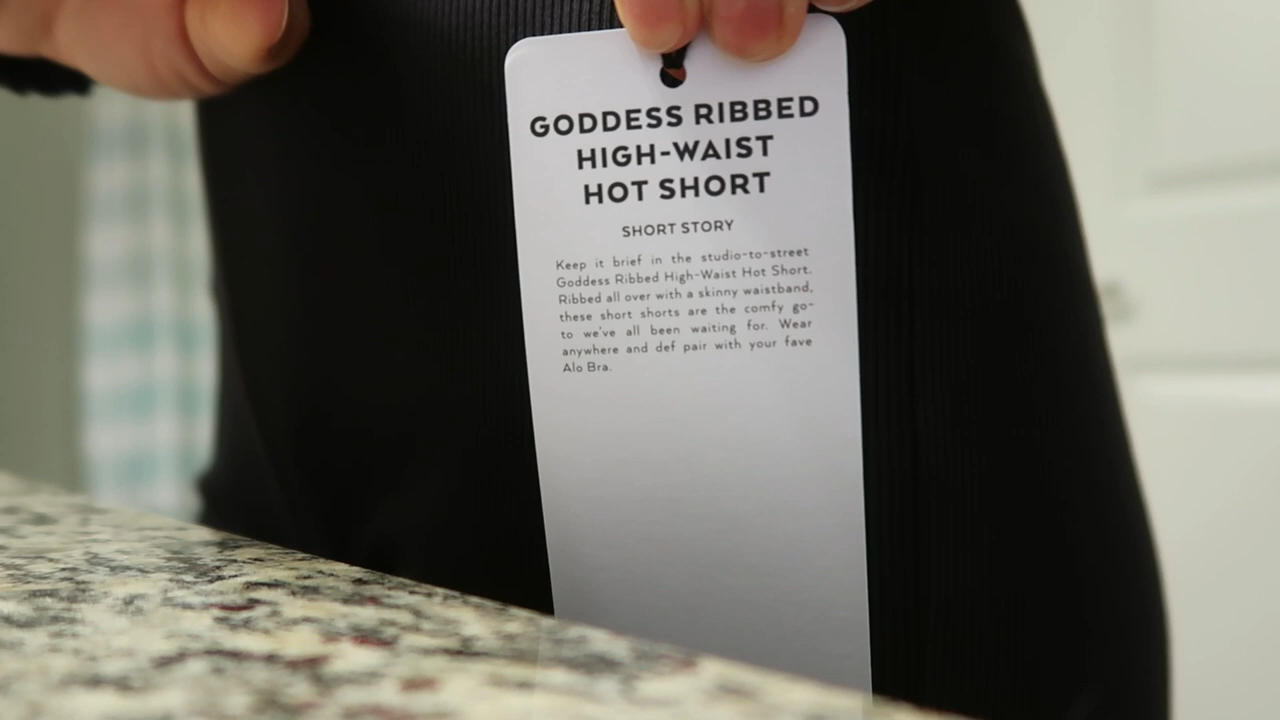 GODDESS RIBBED
HIGH-WAIST
HOT SHORT
SHORT STORY
Keep it brief in the studio-to-street
Goddess Ribbed High-Waist Hot Short.
Ribbed all over with a skinny waistband,
these short shorts are the comfy go-
to we've all been waiting for. Wear
anywhere and def pair with your fave
Alo Bra.